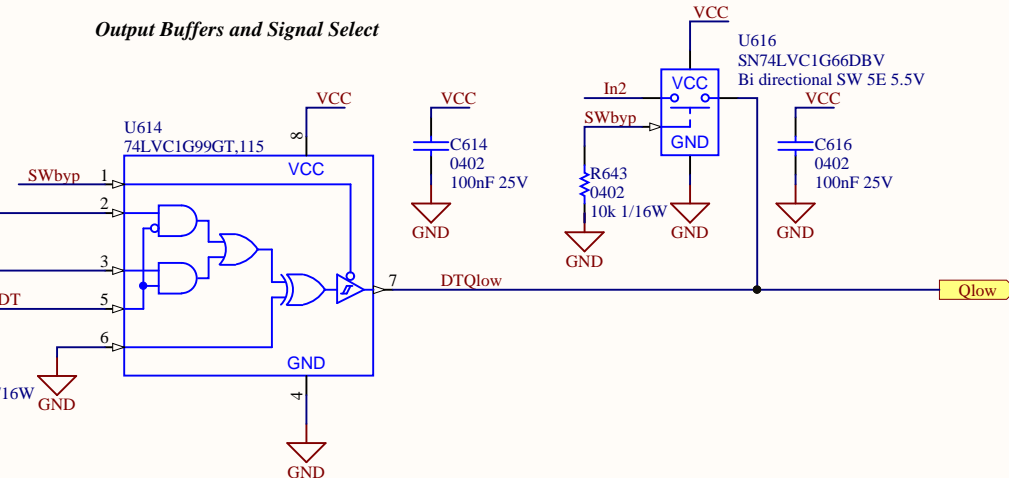 Output Buffers and Signal Select
VCC
U616
SN74LVC1G66DBV
Bi directional SW 5E 5.5V
VCC
In2
SWbyp
GND
VCC
C616
0402
100nF 25V
GND
GND
R643
0402
10k 1/16W
GND
VCC
C614
0402
100nF 25V
GND
VCC
8
U614
74LVC1G99GT,115
VCC
SWbyp
1
2
3
DT
5
6
GND
4
7
DTQlow
Qlow
16W
GND
GND